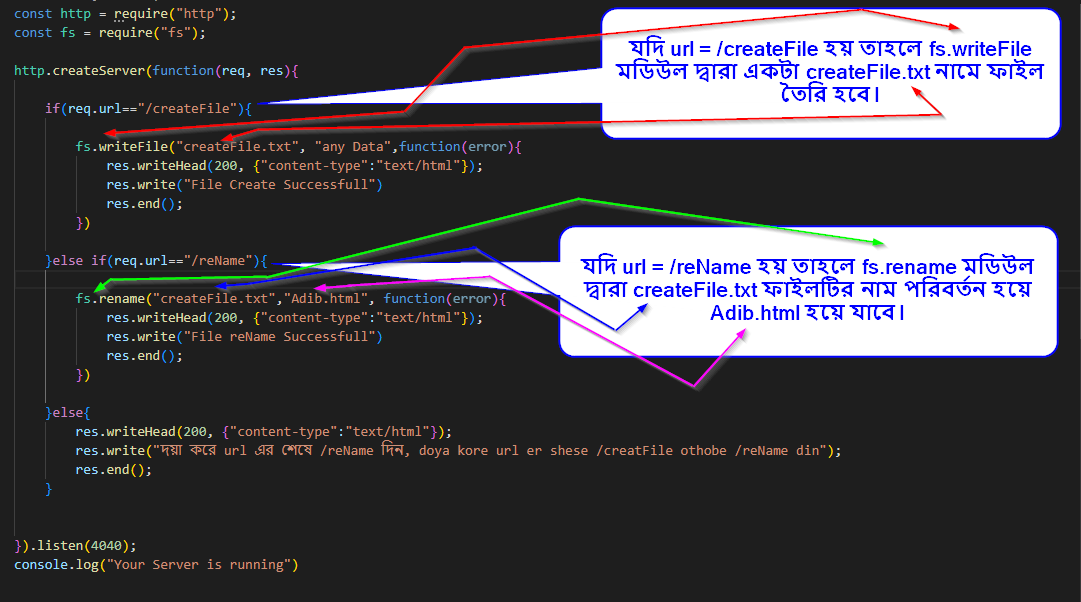 const http = require("http");
const fs = require("fs");
http.createServer(function(req, res){
if(req.url=="/createFile"){
fs.writeFile("createFile.txt", "any Data",function(error){
res.writeHead(200, {"content-type":"text/html"});
res.write("File Create Successfull")
res.end();
})
}else if(req.url=="/reName"){
fs.rename("createFile.txt","Adib.html", function(error){
res.writeHead(200, {"content-type":"text/html"});
res.write("File reName Successfull")
res.end();
})
}else{
res.writeHead(200, {"content-type":"text/html"});
res.write("দয়া করে url এর শেষে /reName দিন, doya kore url er shese /creatFile othobe /reName din");
res.end();
}
}).listen(4040);
console.log("Your Server is running")
যদি url = /createFile হয় তাহলে fs.writeFile
মডিউল দ্বারা একটা createFile.txt নামে ফাইল
তৈরি হবে।
যদি url = /reName হয় তাহলে fs.rename মডিউল
দ্বারা createFile.txt ফাইলটির নাম পরিবর্তন হয়ে
Adib.html হয়ে যাবে।